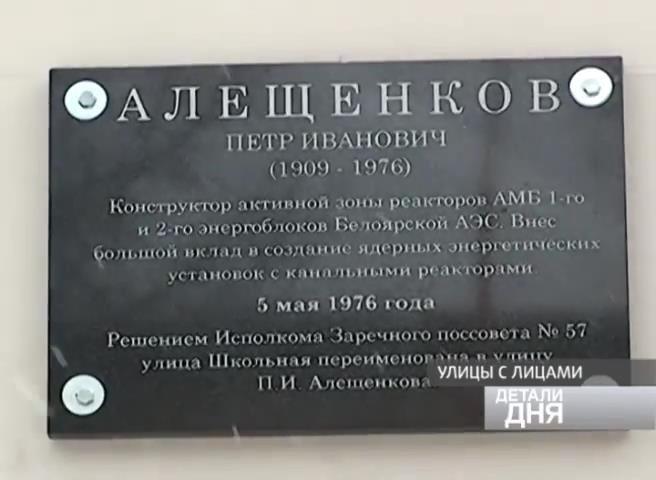 АЛЕЩЕНКОВ
ПЕТР ИВАНОВИЧ
(1909 - 1976)
Конструктор активной зоны реакторов АМБ 1-го
и 2-го энергоблоков Белоярской АЭС. Внес
большой вклад в создание ядерных энергетических
установок с канальными реакторами.
5 мая 1976 года
Решением Исполкома Заречного поссовета № 57
улица Школьная переименована в улицу
П.И. Алещенкова.
УЛИЦЫ С ЛИЦАМИ
ДЕТАЛИ
ДНЯ